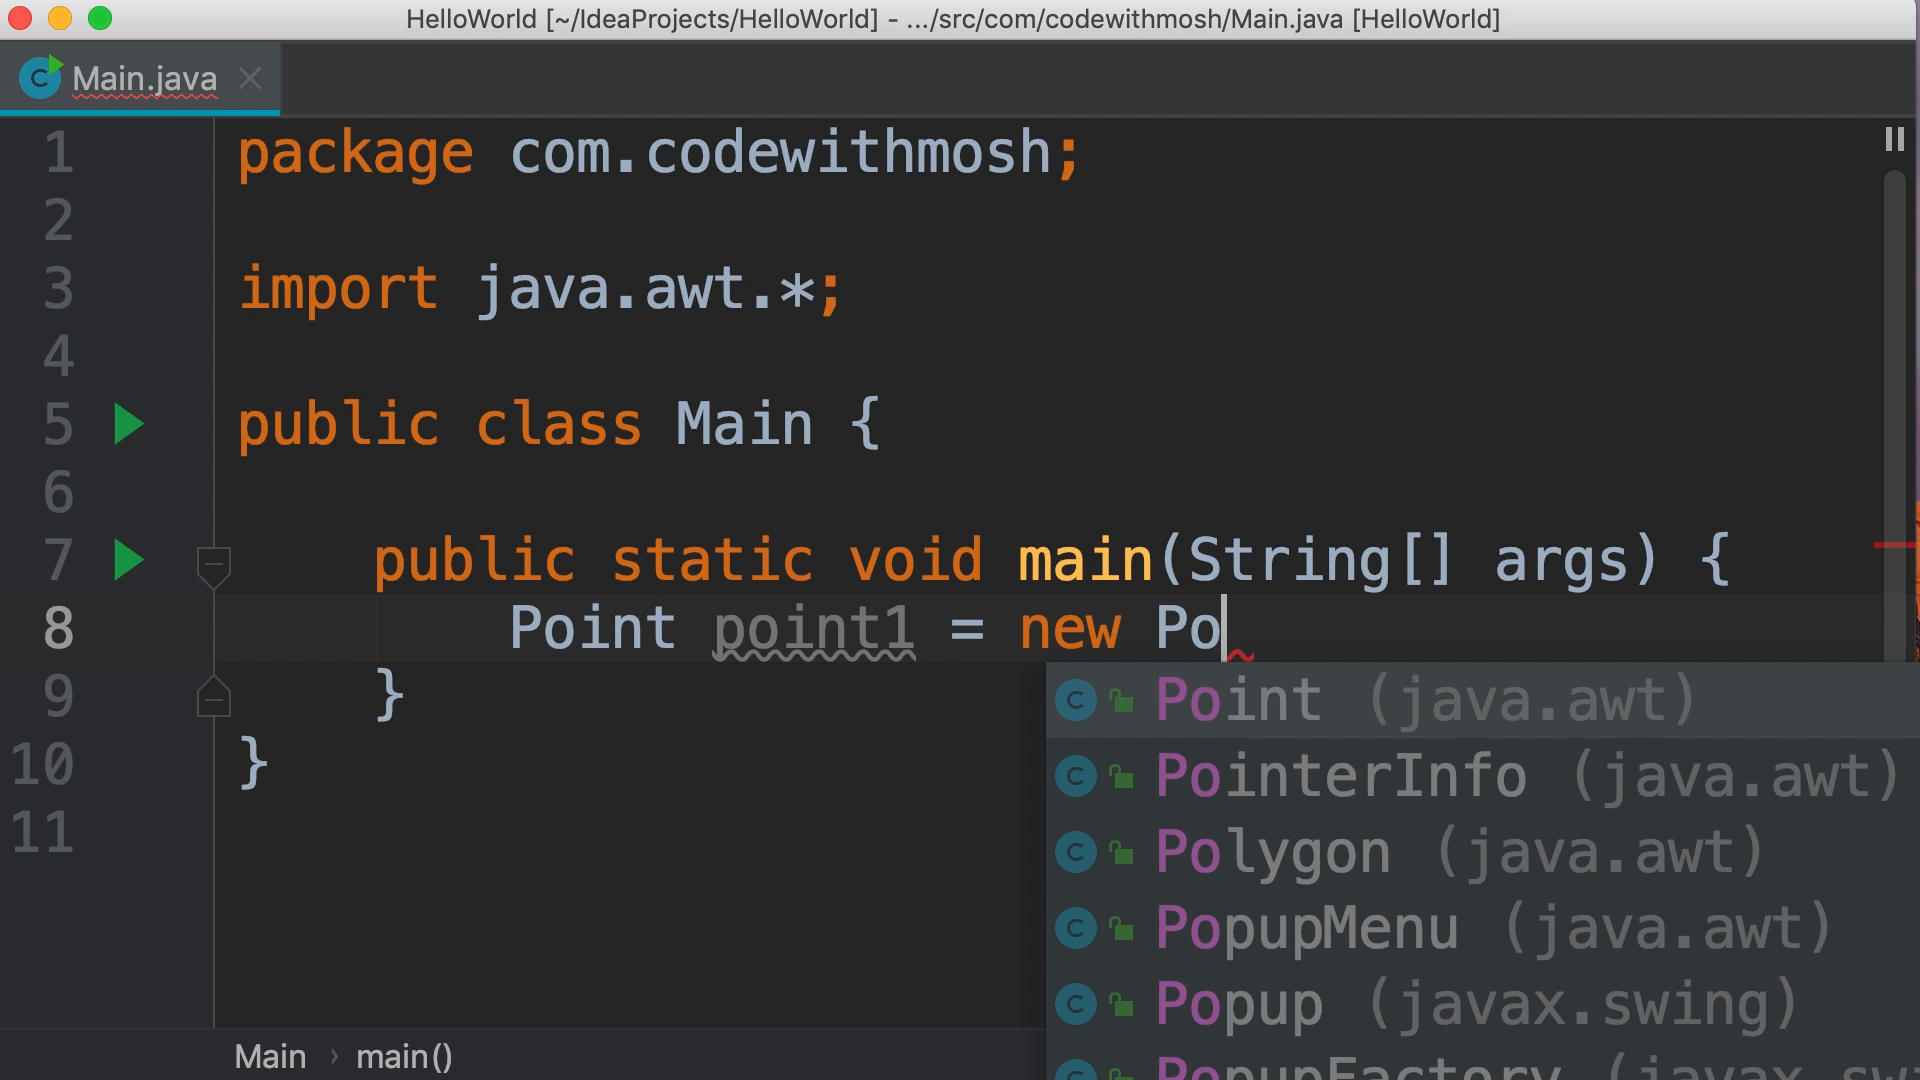 HelloWorld [~/IdeaProjects/HelloWorld] - .../src/com/codewithmosh/Main.java [HelloWorld]
Main.java
1 package com.codewithmosh;
2
3 import java.awt.*;
4
5 public class Main {
6
7 public static void main(String[] args) {
8 Point point1 = new Po
9 }
10 }
11
Point (java.awt)
PointerInfo (java.awt)
Polygon (java.awt)
PopupMenu (java.awt)
Popup (javax.swing)
PopupFactory (javax.swi
Main › main()